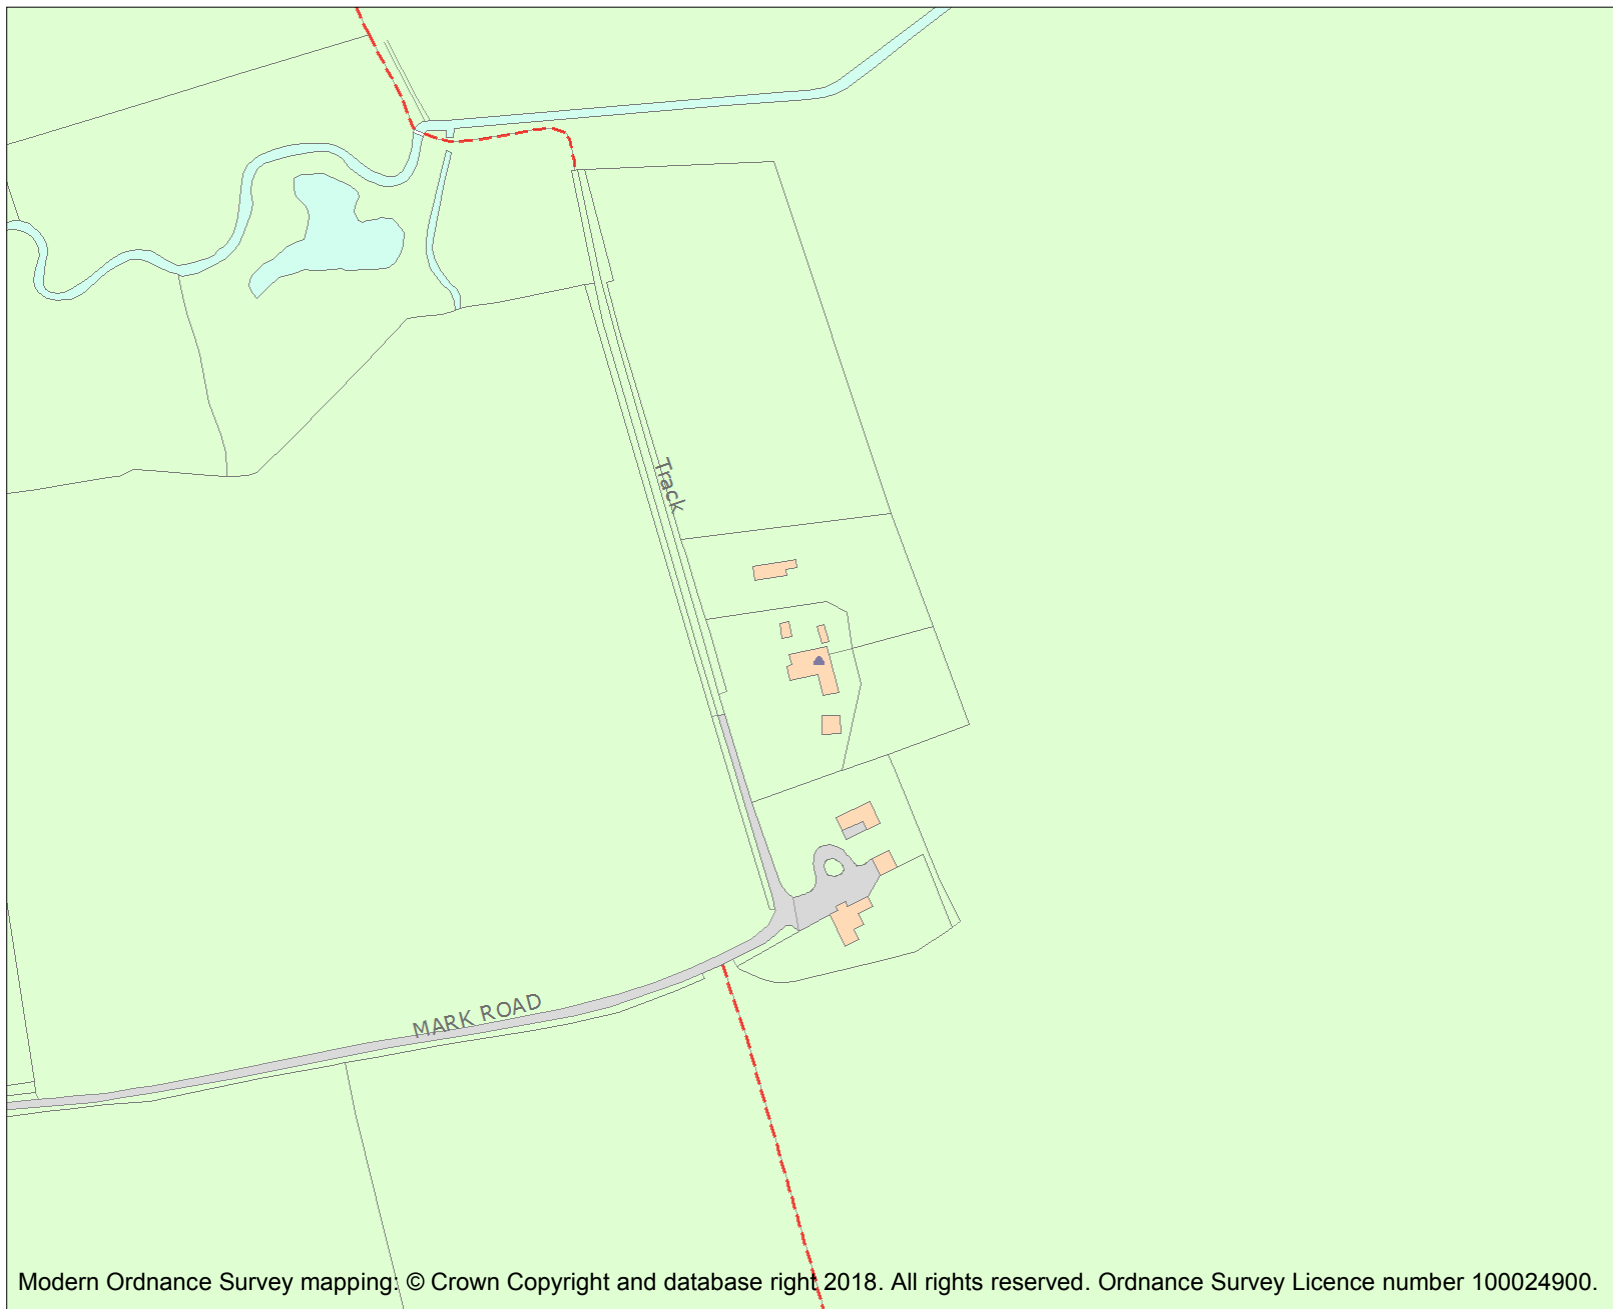 Track
MARK ROAD
Modern Ordnance Survey mapping: © Crown Copyright and database right 2018. All rights reserved. Ordnance Survey Licence number 100024900.